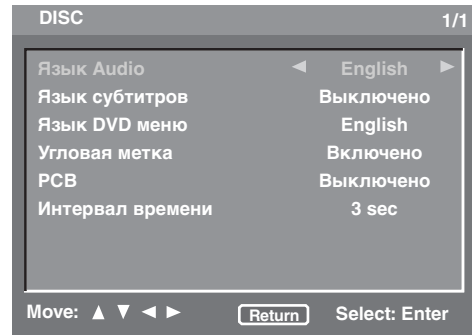 DISC 1/1
Язык Audio ◄ English ►
Язык субтитров Выключено
Язык DVD меню English
Угловая метка Включено
PCB Выключено
Интервал времени 3 sec
Move: ▲ ▼ ◄ ► Return Select: Enter